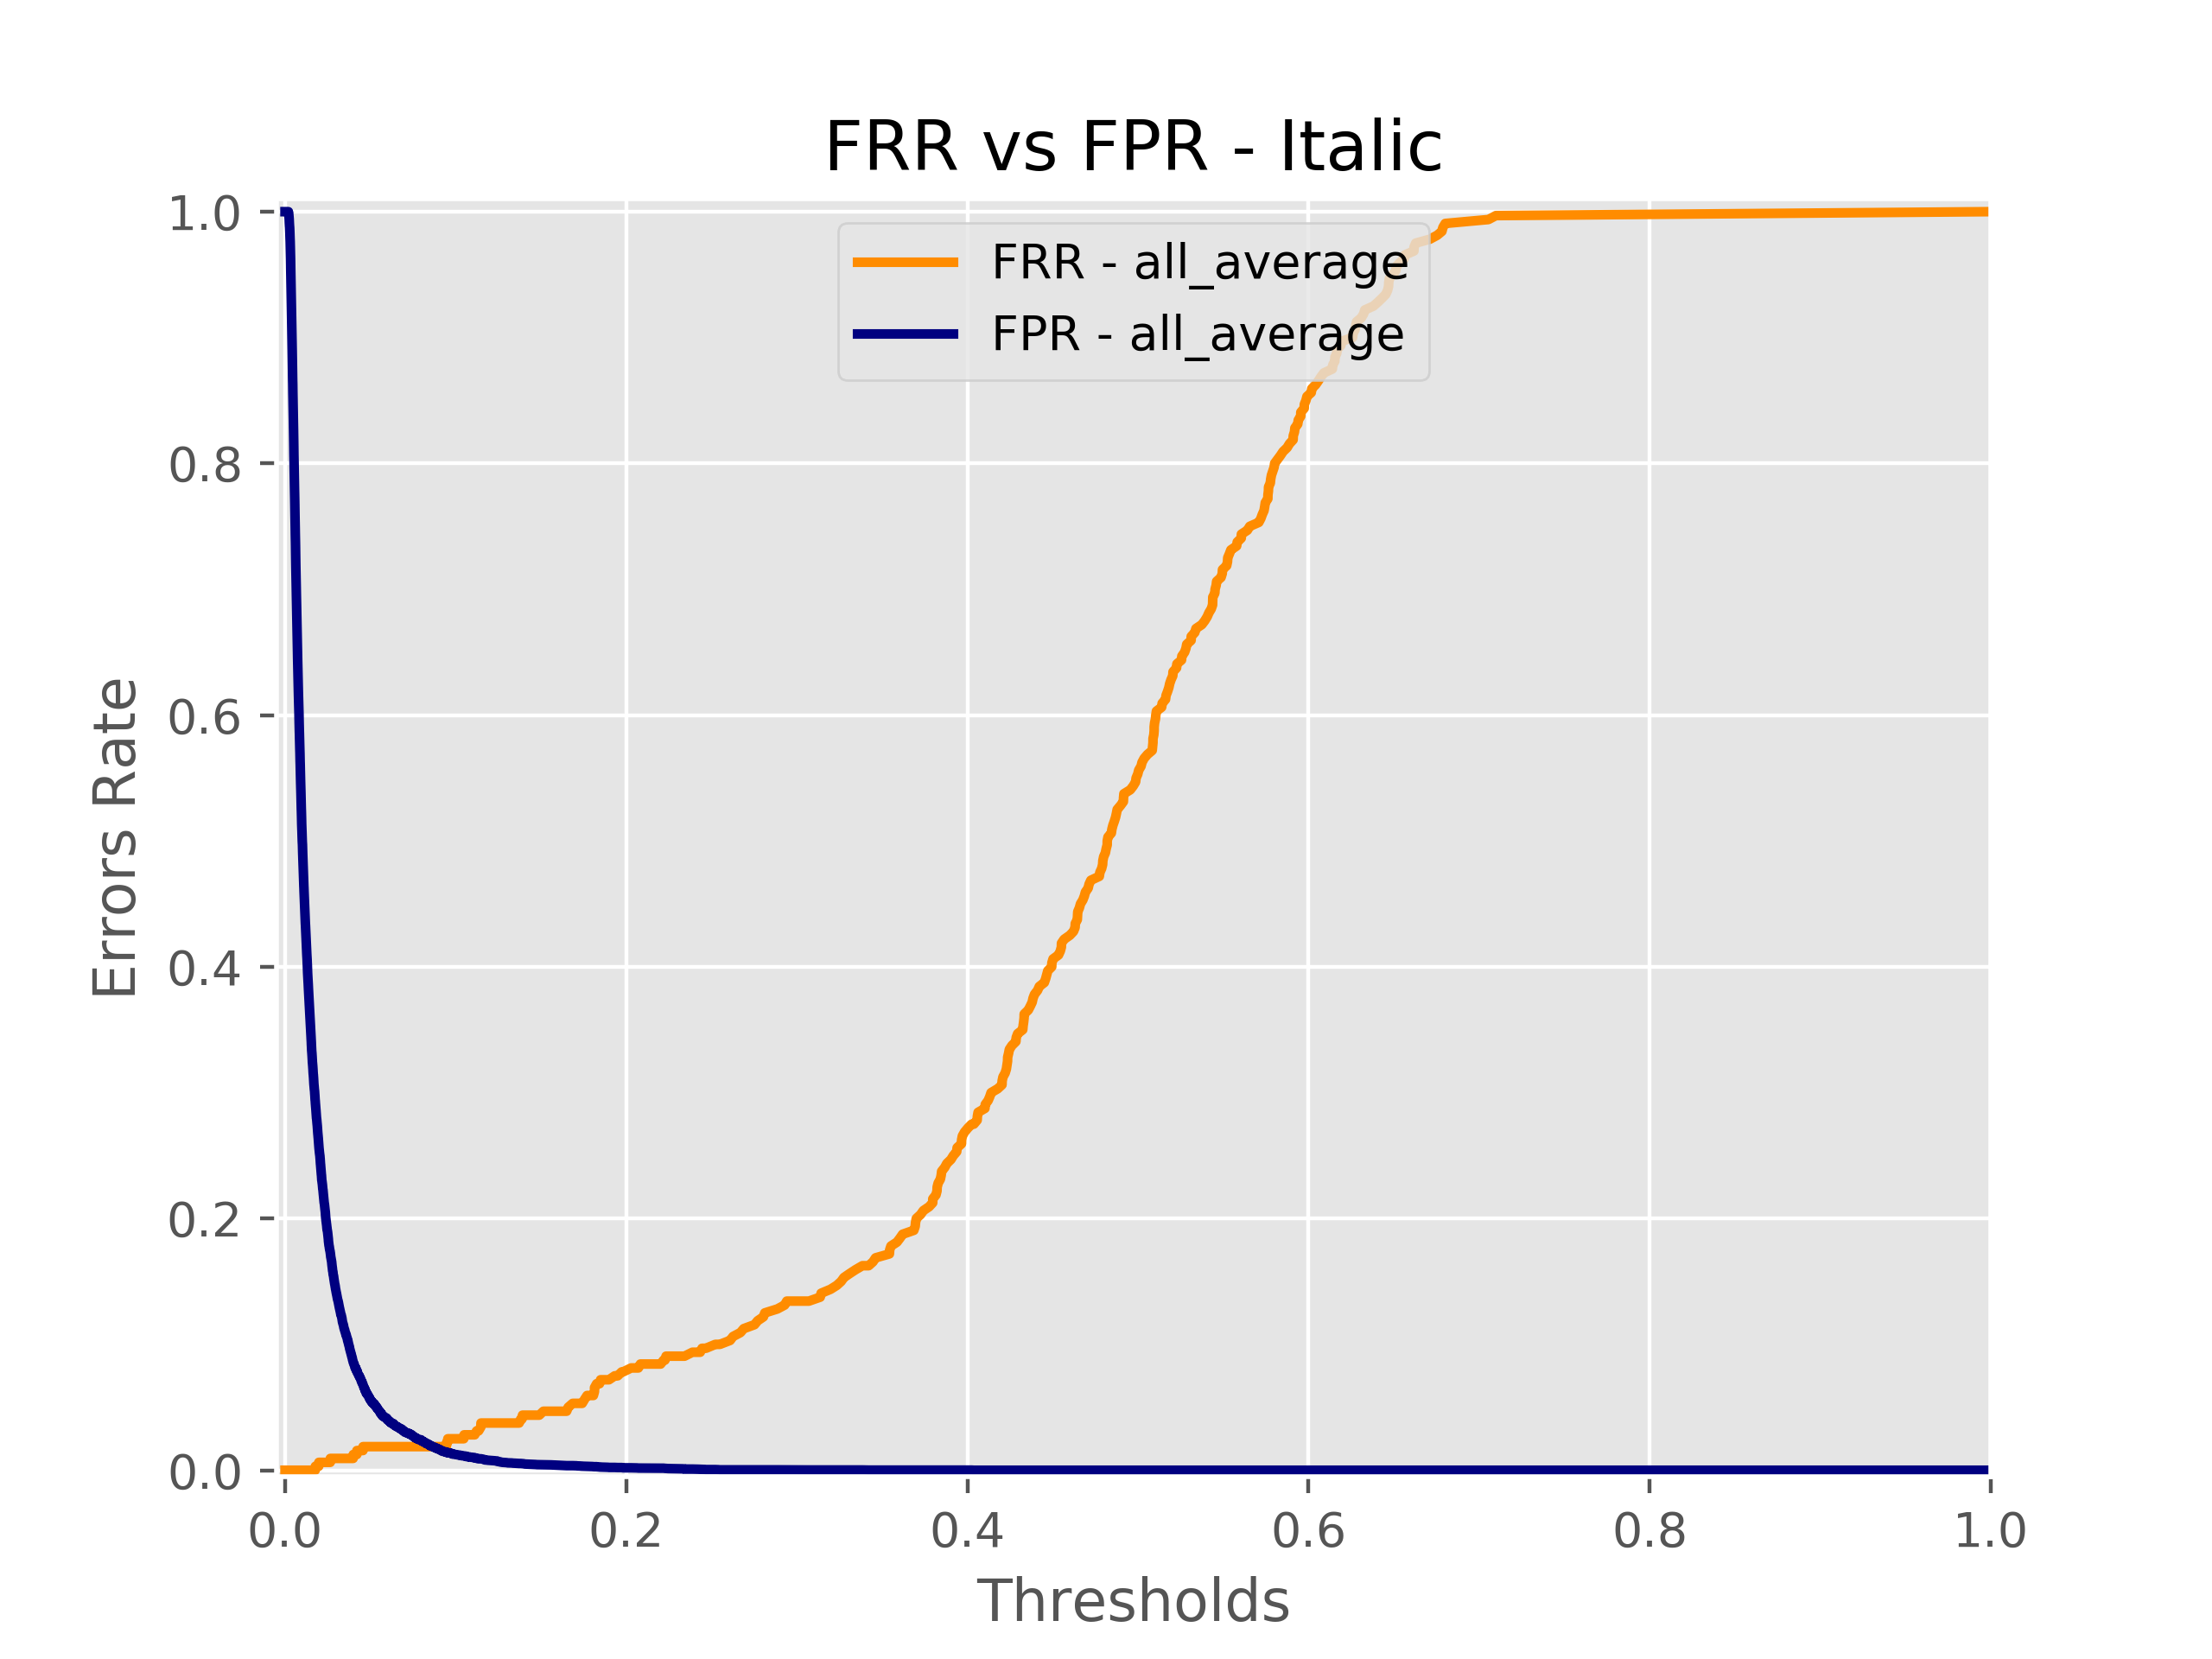 FRR vs FPR - Italic
FRR - all_average
FPR - all_average
Errors Rate
1.0
0.8
0.6
0.4
0.2
0.0
0.0 0.2 0.4 0.6 0.8 1.0
Thresholds